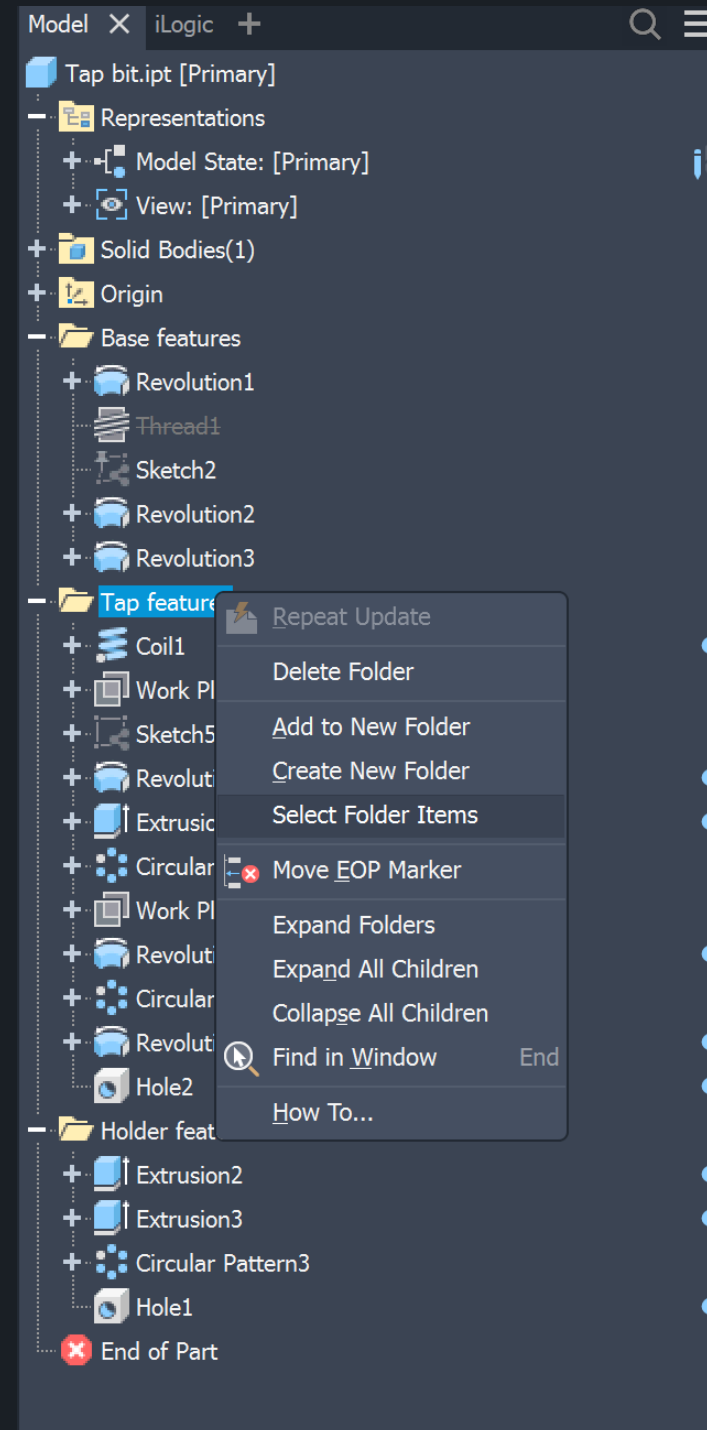 Model iLogic
Tap bit.ipt [Primary]
Representations
Model State: [Primary]
View: [Primary]
Solid Bodies(1)
Origin
Base features
Revolution1
Thread1
Sketch2
Revolution2
Revolution3
Tap feature
Repeat Update
Coil1
Delete Folder
Work Pl
Add to New Folder
Sketch5
Create New Folder
Revoluti
Select Folder Items
Extrusio
Circular
Move EOP Marker
Work Pl
Expand Folders
Revoluti
Expand All Children
Circular
Collapse All Children
Revoluti
Find in Window End
Hole2
How To...
Holder feat
Extrusion2
Extrusion3
Circular Pattern3
Hole1
End of Part